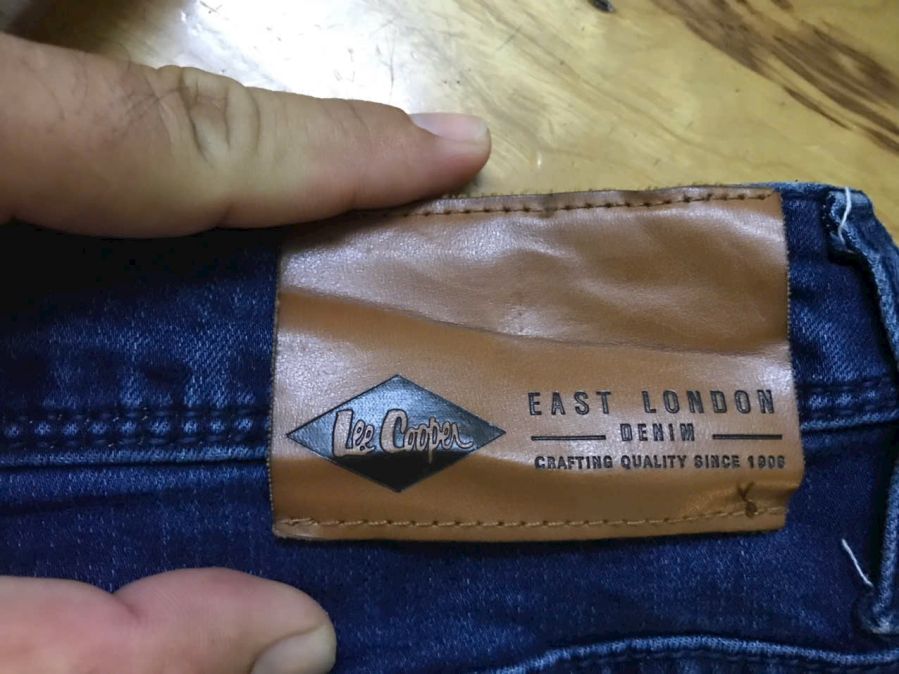 Lee Cooper
EAST LONDON
DENIM
CRAFTING QUALITY SINCE 1908